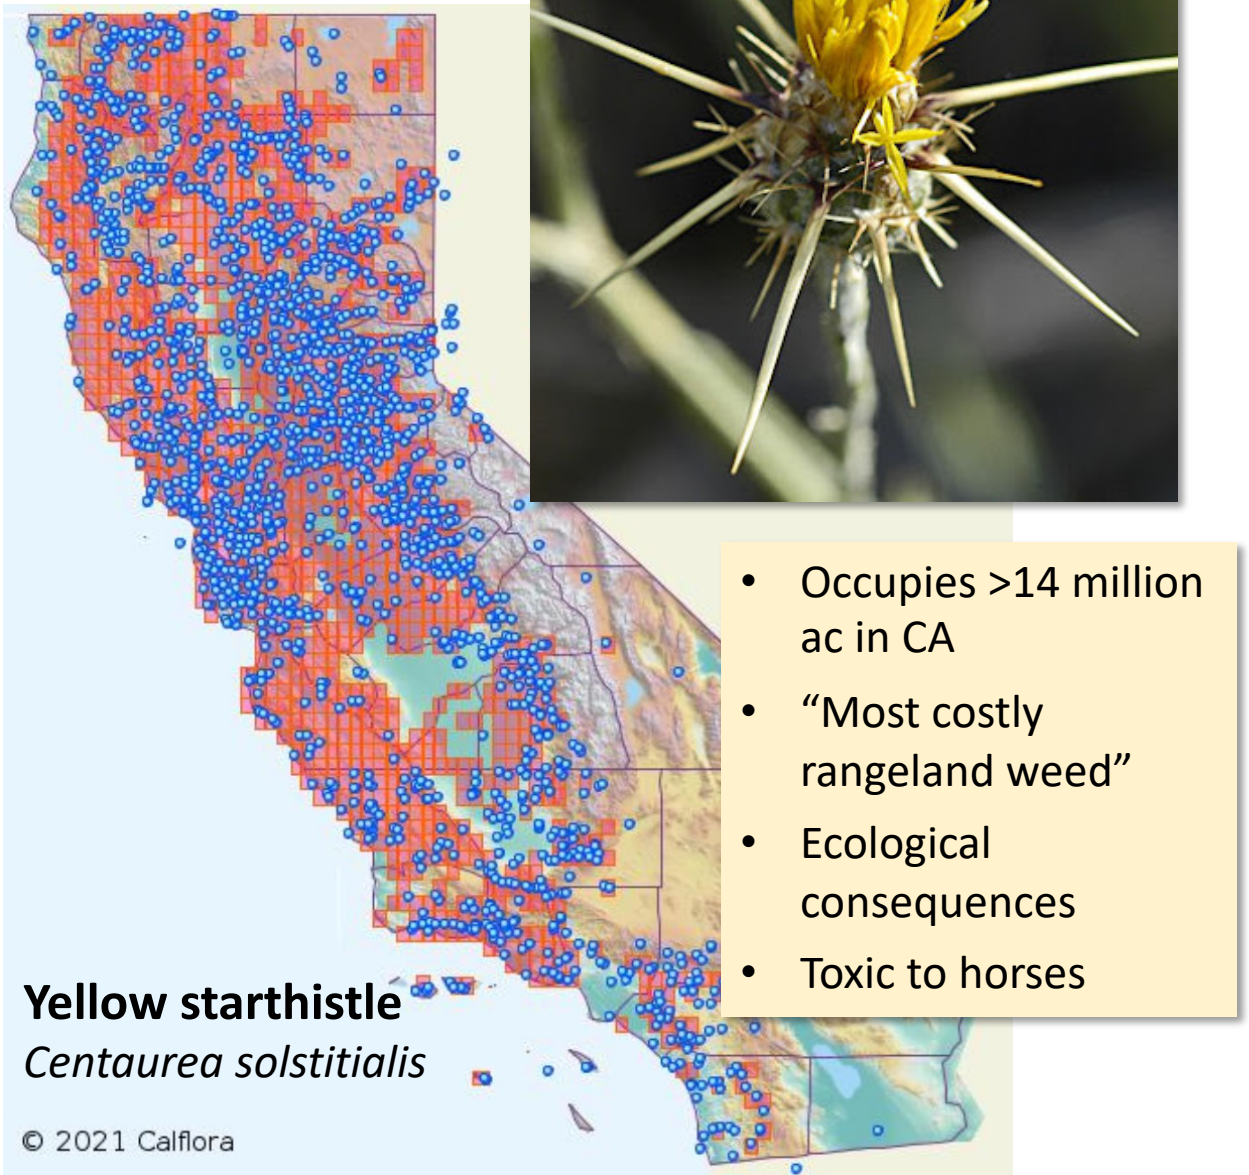 • Occupies >14 million
ac in CA
• “Most costly
rangeland weed”
• Ecological
consequences
• Toxic to horses
Yellow starthistle
Centaurea solstitialis
© 2021 Calflora